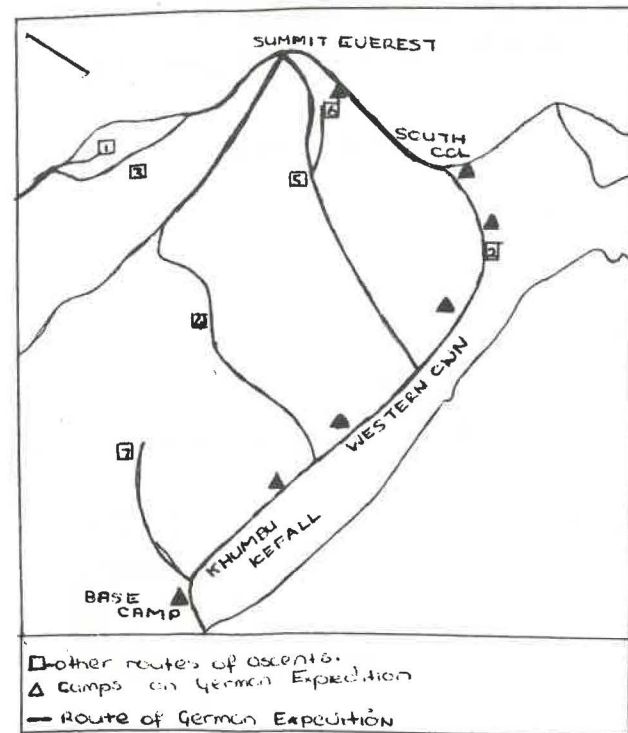 SUMMIT EVEREST
1
3
6
SOUTH
COL
5
2
4
WESTERN CWN
7
KHUMBU
ICEFALL
BASE
CAMP
other routes of ascents.
Camps on German Expedition
Route of German Expedition